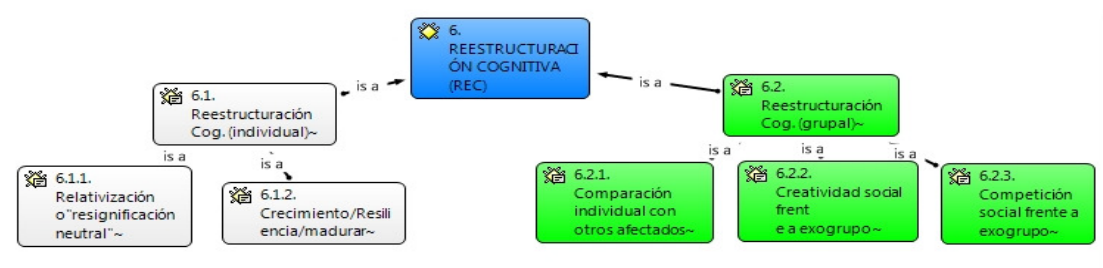 6.
REESTRUCTURACI
ÓN COGNITIVA
(REC)
is a
is a
6.1.
Reestructuración
Cog. (individual)~
6.2.
Reestructuración
Cog. (grupal)~
is a
is a
is a
is a
is a
6.1.1.
Relativización
o"resignificación
neutral"~
6.1.2.
Crecimiento/Resili
encia/madurar~
6.2.1.
Comparación
individual con
otros afectados~
6.2.2.
Creatividad social
frent
e a exogrupo~
6.2.3.
Competición
social frente a
exogrupo~